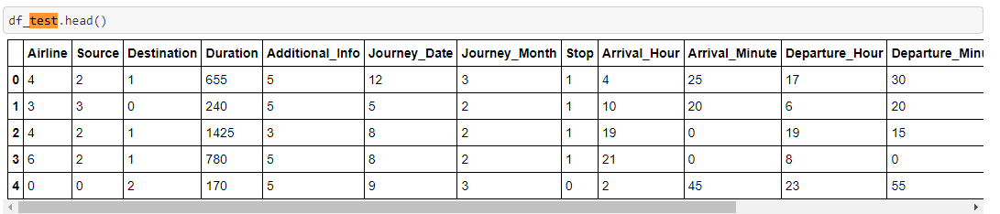 df_test.head()
Airline Source Destination Duration Additional_Info Journey_Date Journey_Month Stop Arrival_Hour Arrival_Minute Departure_Hour Departure_Minu
0 4 2 1 655 5 12 3 1 4 25 17 30
1 3 3 0 240 5 5 2 1 10 20 6 20
2 4 2 1 1425 3 8 2 1 19 0 19 15
3 6 2 1 780 5 8 2 1 21 0 8 0
4 0 0 2 170 5 9 3 0 2 45 23 55